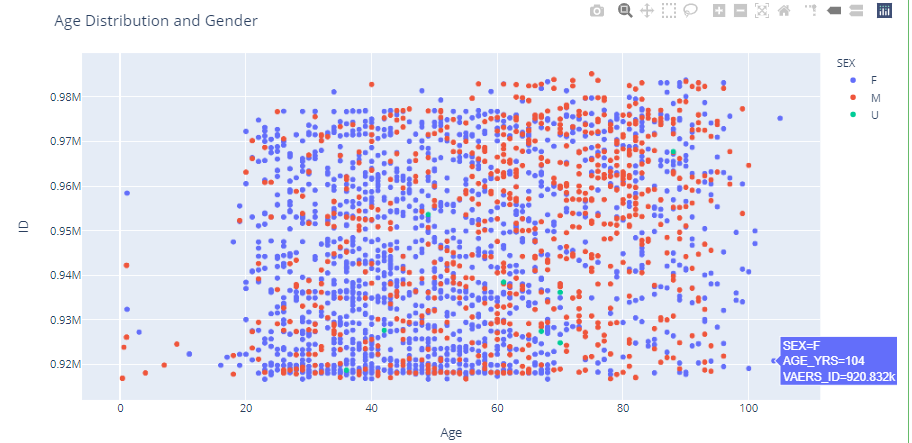 Age Distribution and Gender
SEX
F
M
U
0.98M
0.97M
0.96M
0.95M
0.94M
0.93M
0.92M
ID
SEX=F
AGE_YRS=104
VAERS_ID=920.832k
0 20 40 60 80 100
Age